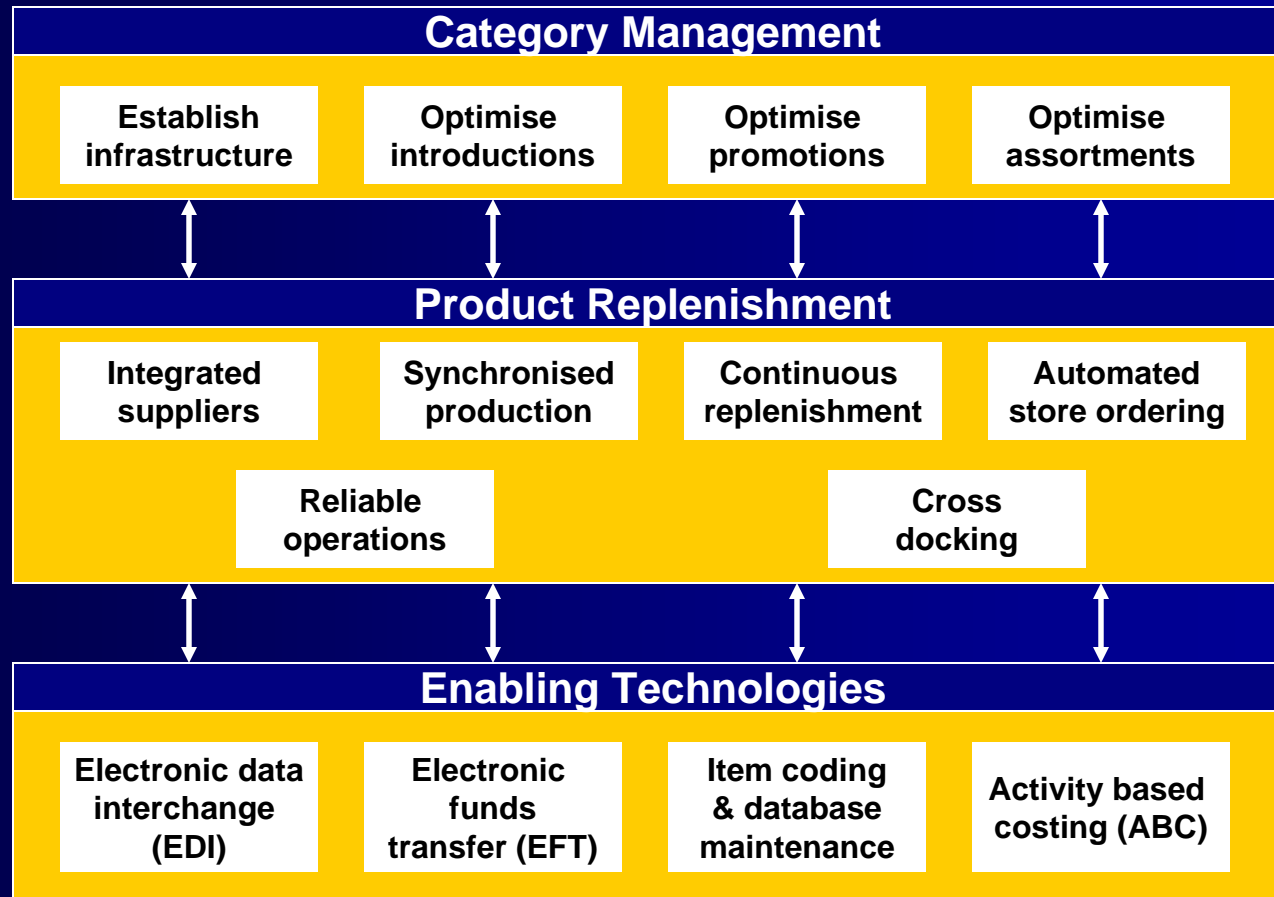 Category Management
Establish
infrastructure
Optimise
introductions
Optimise
promotions
Optimise
assortments
Product Replenishment
Integrated
suppliers
Synchronised
production
Continuous
replenishment
Automated
store ordering
Reliable
operations
Cross
docking
Enabling Technologies
Electronic data
interchange
(EDI)
Electronic
funds
transfer (EFT)
Item coding
& database
maintenance
Activity based
costing (ABC)